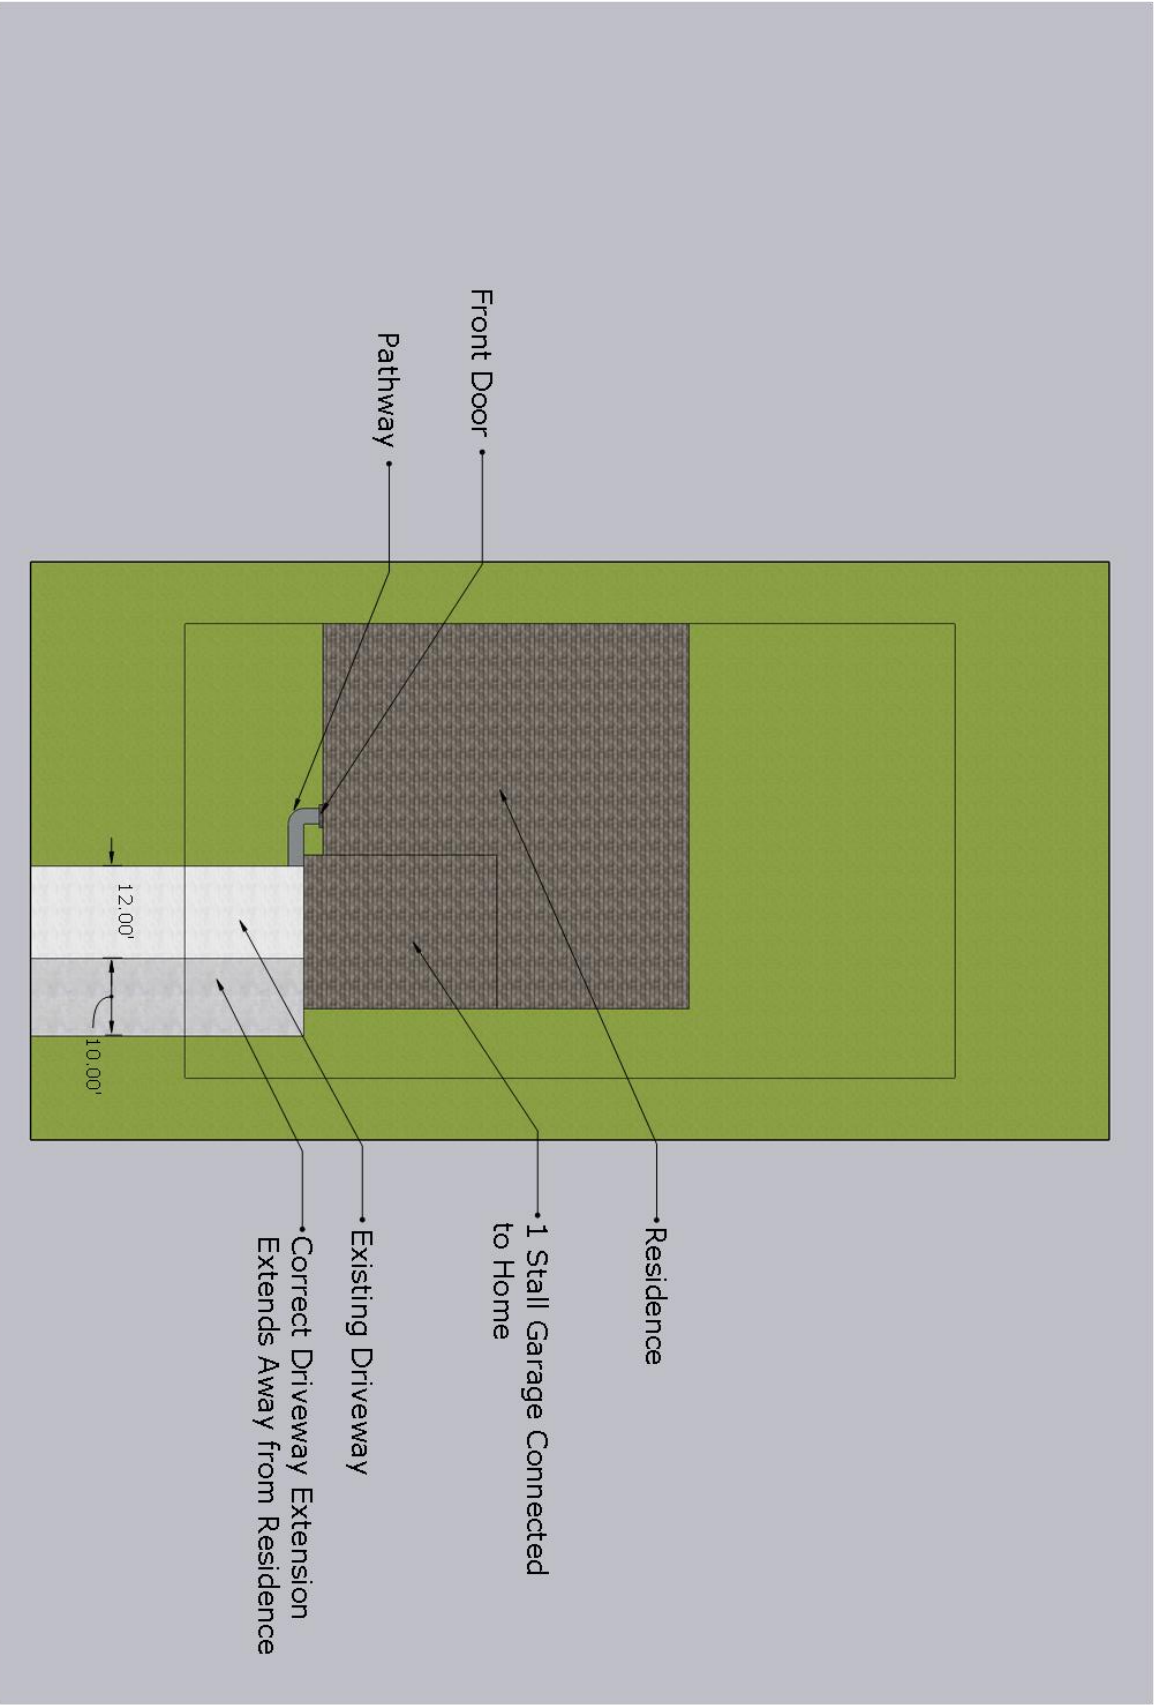 Residence
1 Stall Garage Connected
to Home
Front Door
Pathway
Existing Driveway
Correct Driveway Extension
Extends Away from Residence
12.00'
10.00'